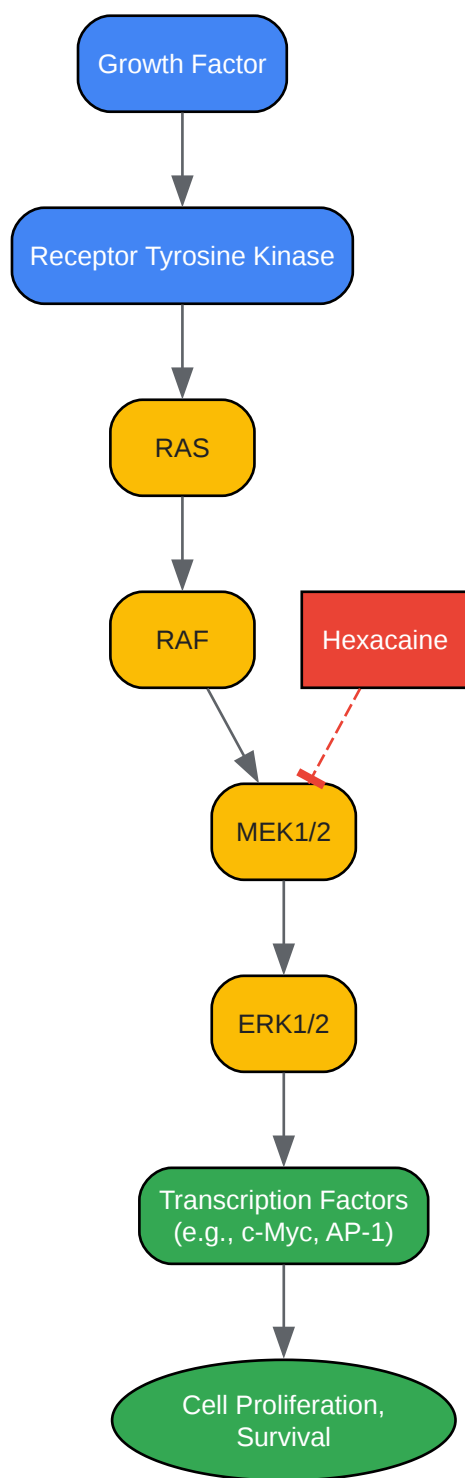 Growth Factor
Receptor Tyrosine Kinase
RAS
RAF
Hexacaine
MEK1/2
ERK1/2
Transcription Factors
(e.g., c-Myc, AP-1)
Cell Proliferation,
Survival